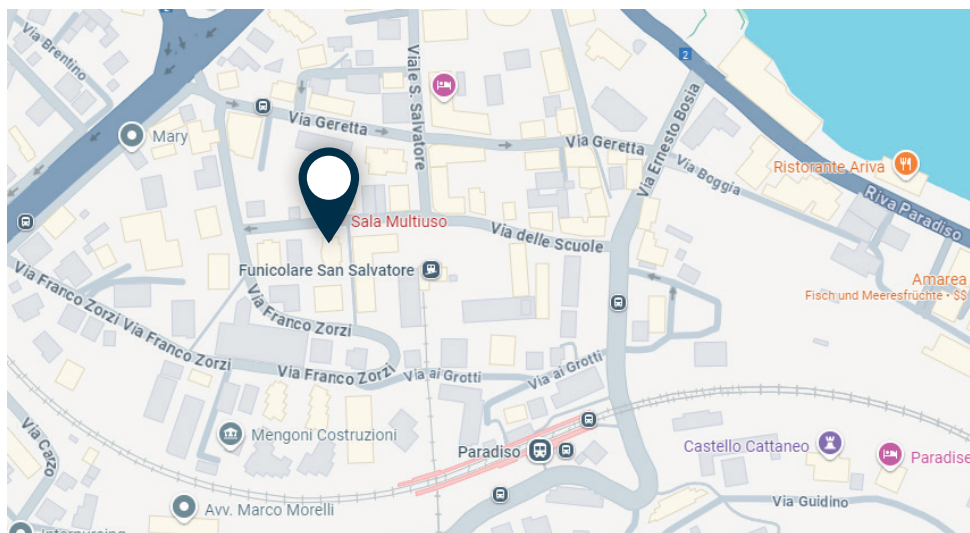 Via Brentino
2
Viale S. Salvatore
2
Via Geretta
Mary
Via Geretta
Via Ernesto Bosia
Via Boggia
Ristorante Ariva
Riva Paradiso
Sala Multiuso
Via delle Scuole
Funicolare San Salvatore
Amarea
Fisch und Meeresfrüchte • $$
Via Franco Zorzi
Via Franco Zorzi
Via Franco Zorzi
Via Franco Zorzi
Via ai Grotti
Via ai Grotti
Mengoni Costruzioni
Via Carzo
Paradiso
Castello Cattaneo
Paradise
Via Guidino
Avv. Marco Morelli